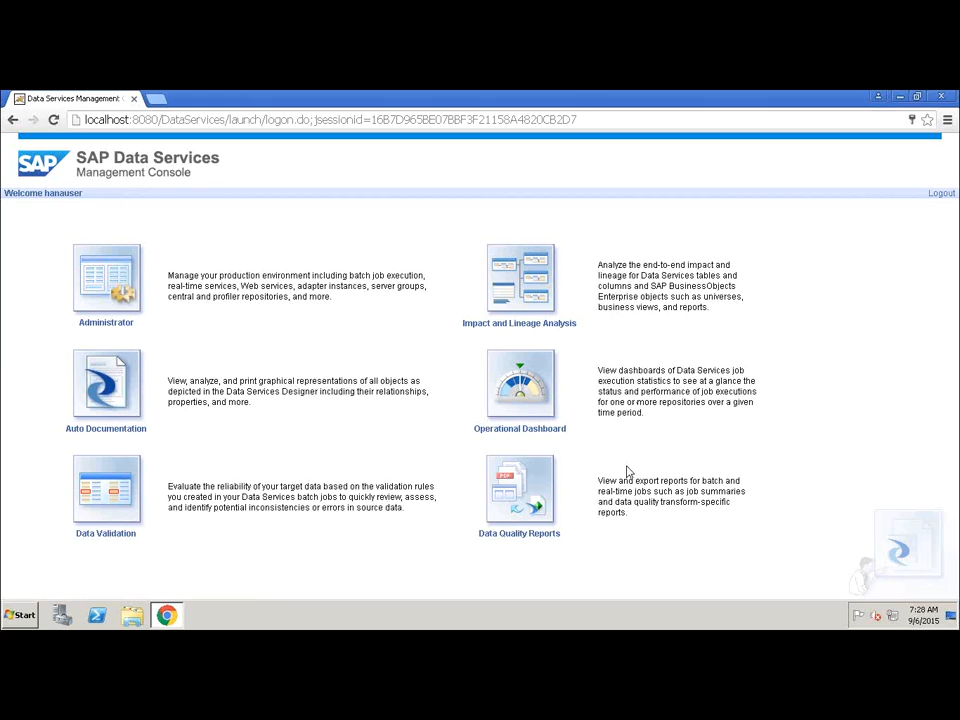 Data Services Management
localhost:8080/DataServices/launch/logon.do;jsessionid=16B7D965BE07BBF3F21158A4820CB2D7
SAP
SAP Data Services
Management Console
Welcome hanauser
Logout
Manage your production environment including batch job execution,
real-time services, Web services, adapter instances, server groups,
central and profiler repositories, and more.
Administrator
Analyze the end-to-end impact and
lineage for Data Services tables and
columns and SAP BusinessObjects
Enterprise objects such as universes,
business views, and reports.
Impact and Lineage Analysis
View, analyze, and print graphical representations of all objects as
depicted in the Data Services Designer including their relationships,
properties, and more.
Auto Documentation
View dashboards of Data Services job
execution statistics to see at a glance the
status and performance of job executions
for one or more repositories over a given
time period.
Operational Dashboard
Evaluate the reliability of your target data based on the validation rules
you created in your Data Services batch jobs to quickly review, assess,
and identify potential inconsistencies or errors in source data.
Data Validation
PDF
View and export reports for batch and
real-time jobs such as job summaries
and data quality transform-specific
reports.
Data Quality Reports
Start
7:28 AM
9/6/2015